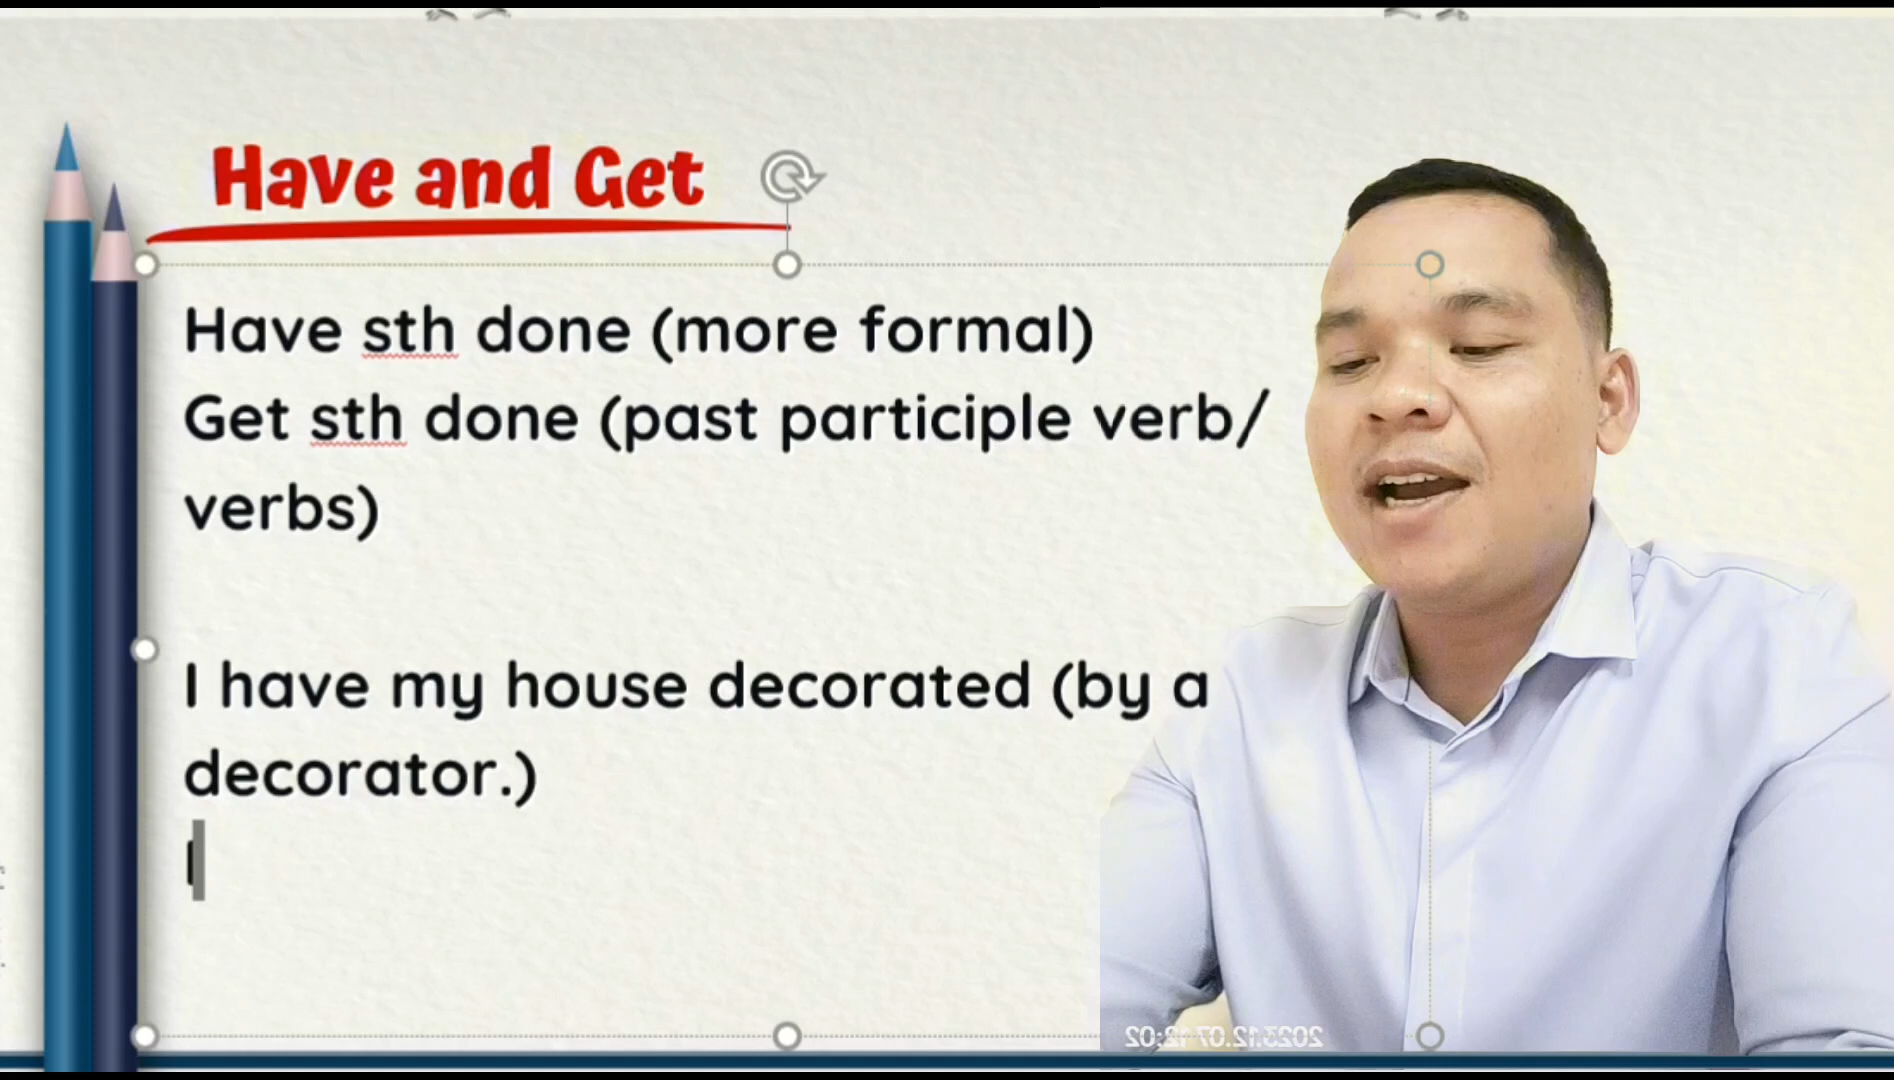 Have and Get
Have sth done (more formal)
Get sth done (past participle verb/
verbs)
I have my house decorated (by a
decorator.)
I